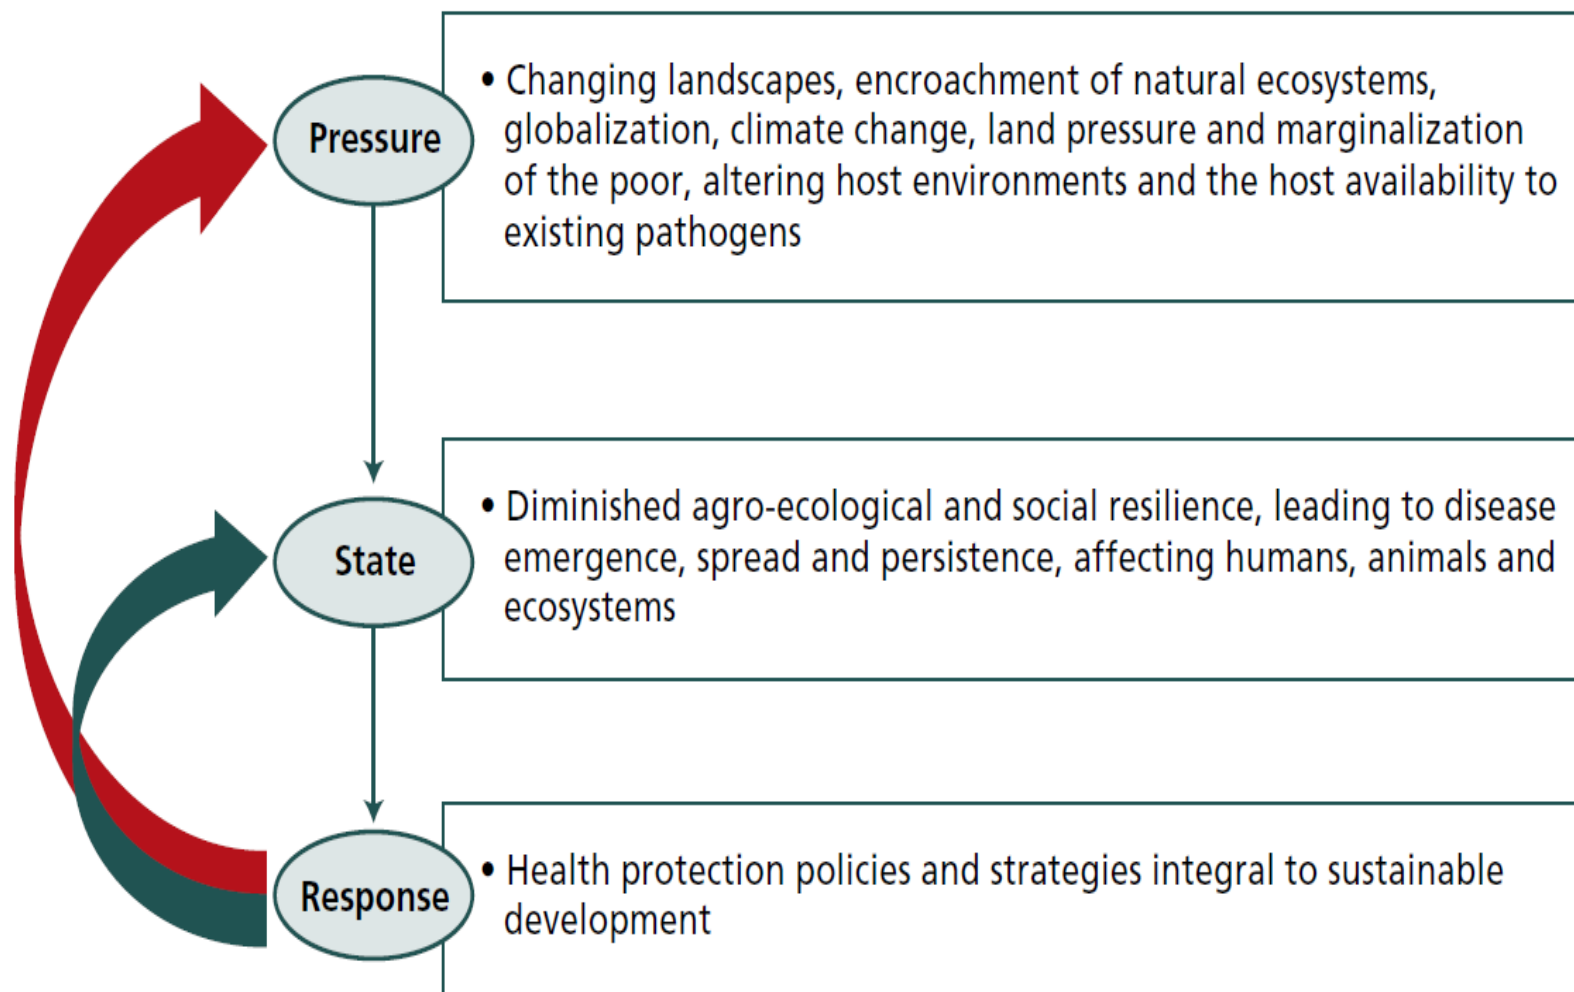 Pressure
• Changing landscapes, encroachment of natural ecosystems,
globalization, climate change, land pressure and marginalization
of the poor, altering host environments and the host availability to
existing pathogens
State
• Diminished agro-ecological and social resilience, leading to disease
emergence, spread and persistence, affecting humans, animals and
ecosystems
Response
• Health protection policies and strategies integral to sustainable
development